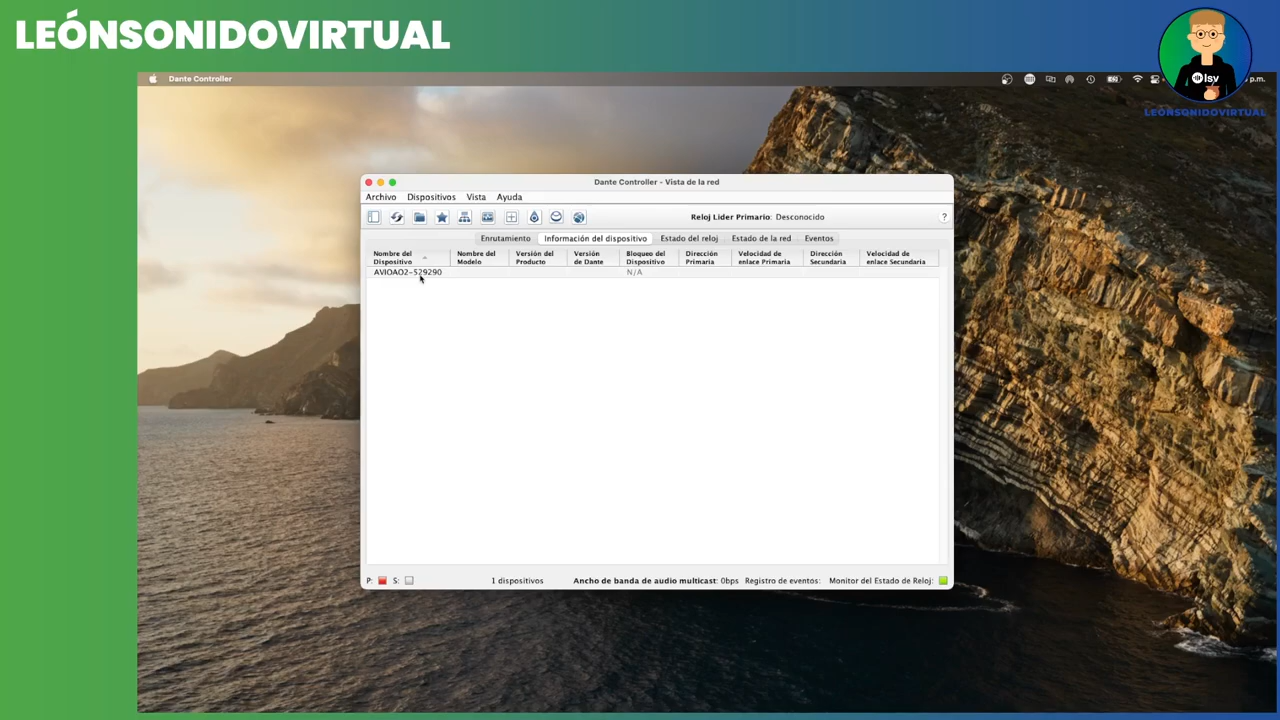 LEÓNSONIDOVIRTUAL
lsv
LEÓNSONIDOVIRTUAL
Dante Controller
p.m.
Dante Controller - Vista de la red
Archivo Dispositivos Vista Ayuda
Reloj Lider Primario: Desconocido
?
Enrutamiento Información del dispositivo Estado del reloj Estado de la red Eventos
Nombre del Dispositivo Nombre del Modelo Versión del Producto Versión de Dante Bloqueo del Dispositivo Dirección Primaria Velocidad de enlace Primaria Dirección Secundaria Velocidad de enlace Secundaria
AVIOAO2-529290 N/A
P: S: 1 dispositivos Ancho de banda de audio multicast: 0bps Registro de eventos: Monitor del Estado de Reloj: